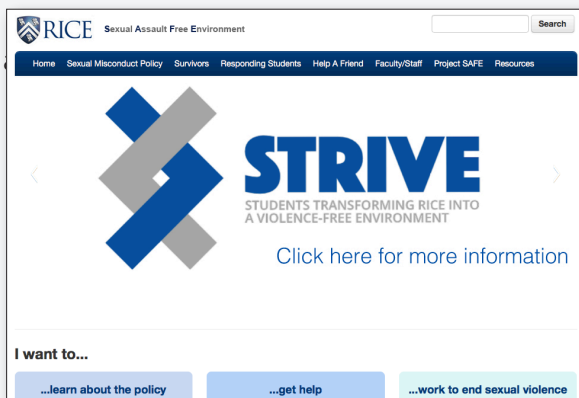 RICE Sexual Assault Free Environment
Search
Home Sexual Misconduct Policy Survivors Responding Students Help A Friend Faculty/Staff Project SAFE Resources
STRIVE
STUDENTS TRANSFORMING RICE INTO
A VIOLENCE-FREE ENVIRONMENT
Click here for more information
I want to...
...learn about the policy ...get help ...work to end sexual violence